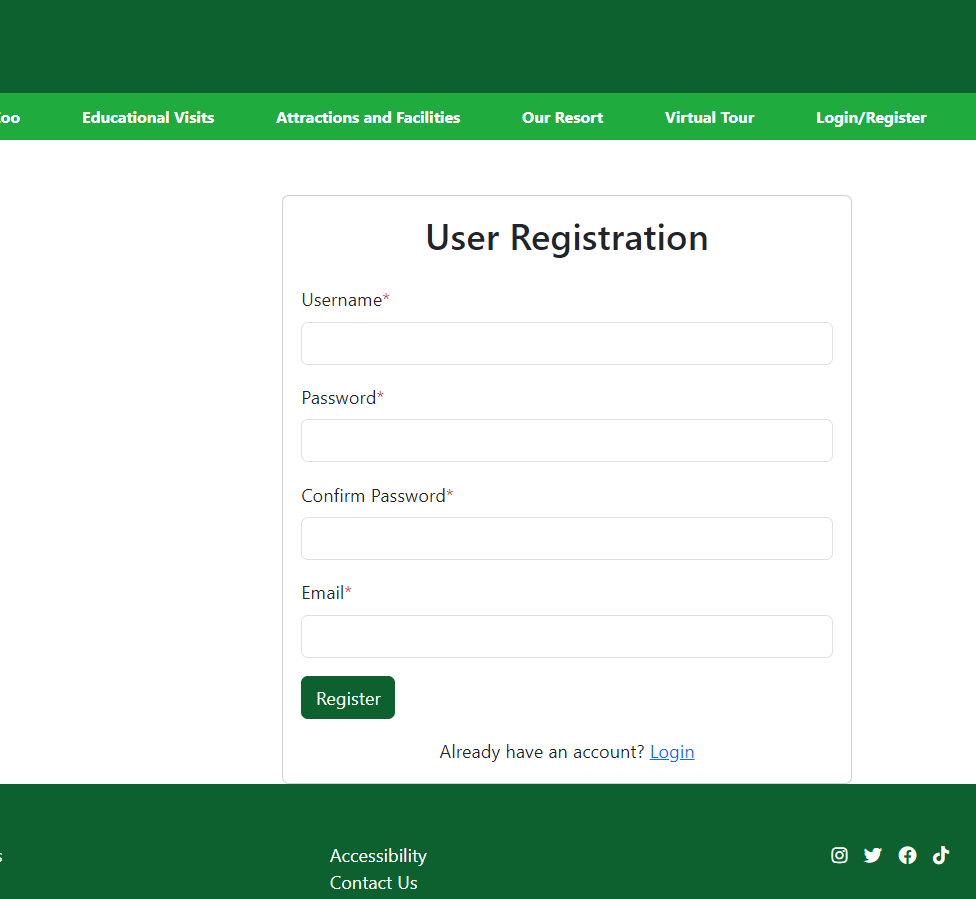 Educational Visits Attractions and Facilities Our Resort Virtual Tour Login/Register
User Registration
Username*
Password*
Confirm Password*
Email*
Register
Already have an account? Login
Accessibility
Contact Us